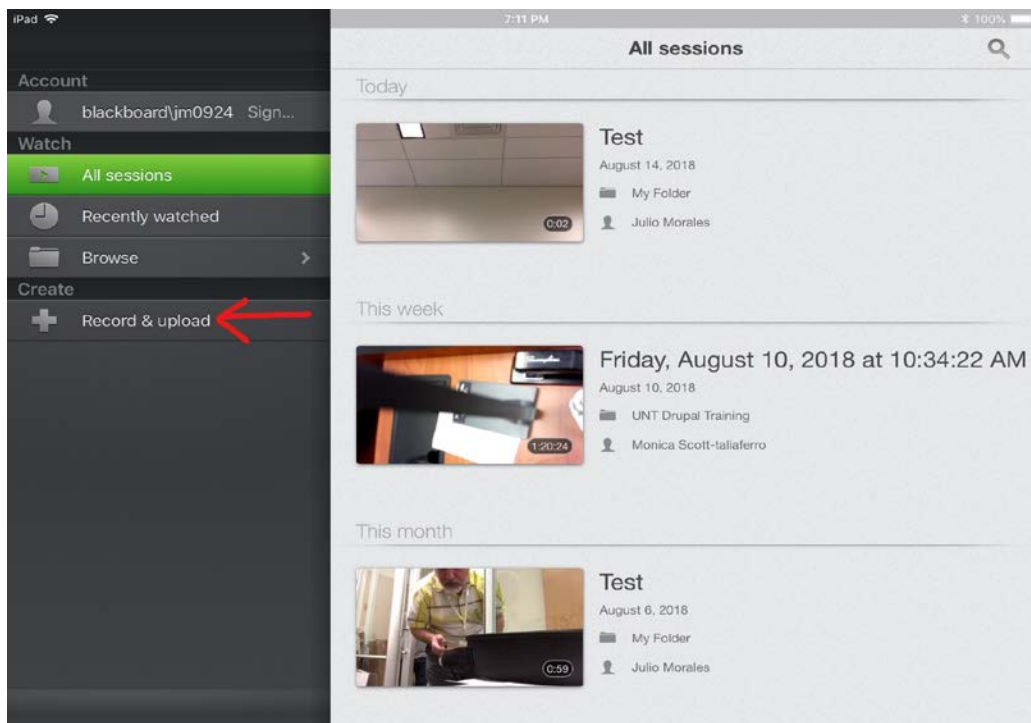 iPad 7:11 PM 100%
All sessions
Account
blackboard\jm0924 Sign...
Watch
All sessions
Recently watched
Browse
Create
Record & upload
Today
Test
August 14, 2018
My Folder
Julio Morales
0:02
This week
Friday, August 10, 2018 at 10:34:22 AM
August 10, 2018
UNT Drupal Training
Monica Scott-taliaferro
1:20:24
This month
Test
August 6, 2018
My Folder
Julio Morales
0:59